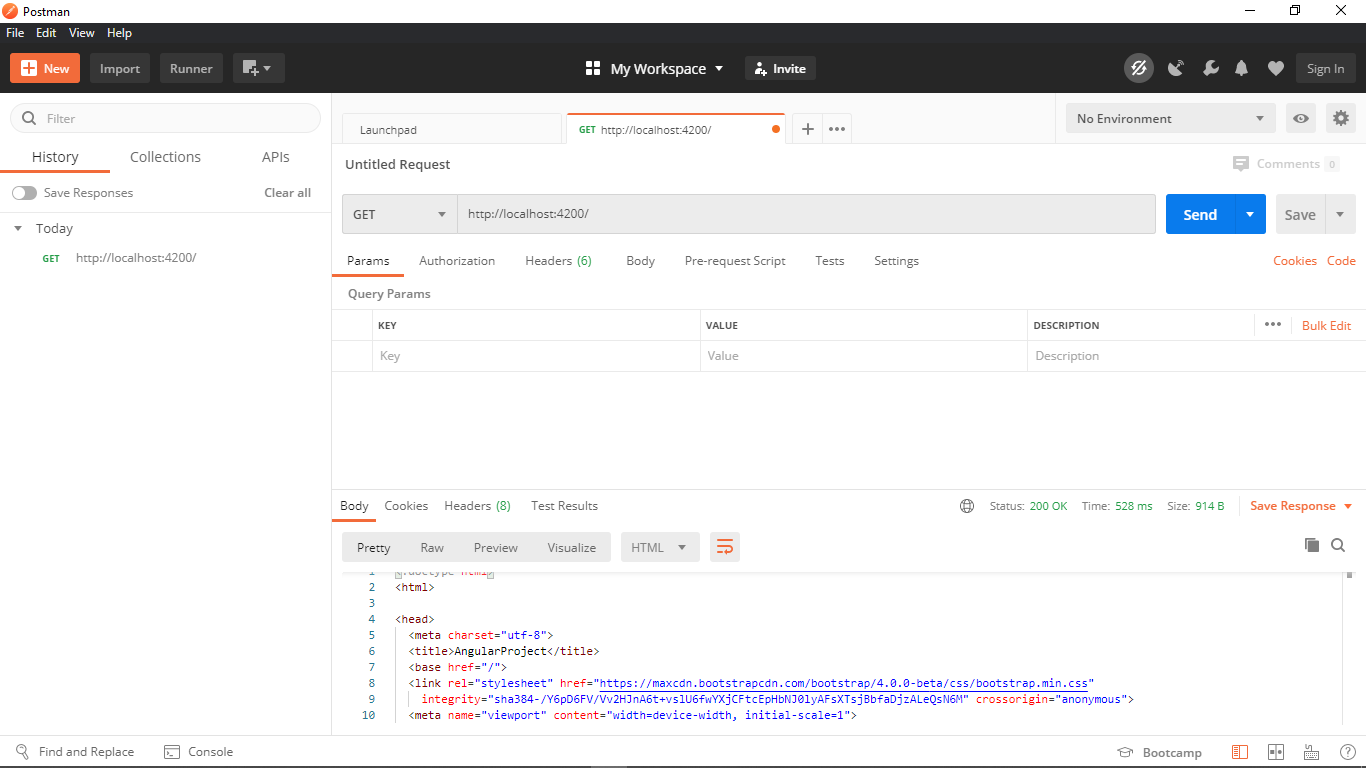 Postman
File Edit View Help
New Import Runner My Workspace Invite Sign In
Filter
History Collections APIs
Save Responses Clear all
Today
GET http://localhost:4200/
Launchpad GET http://localhost:4200/ No Environment
Untitled Request Comments 0
GET http://localhost:4200/ Send Save
Params Authorization Headers (6) Body Pre-request Script Tests Settings Cookies Code
Query Params
KEY VALUE DESCRIPTION Bulk Edit
Key Value Description
Body Cookies Headers (8) Test Results Status: 200 OK Time: 528 ms Size: 914 B Save Response
Pretty Raw Preview Visualize HTML
1 <!doctype html>
2 <html>
3
4 <head>
5 <meta charset="utf-8">
6 <title>AngularProject</title>
7 <base href="/">
8 <link rel="stylesheet" href="https://maxcdn.bootstrapcdn.com/bootstrap/4.0.0-beta/css/bootstrap.min.css"
9 integrity="sha384-/Y6pD6FV/Vv2HJnA6t+vslU6fwYXjCFtcEpHbNJ0lyAFsXTsjBbfaDjzALeQsN6M" crossorigin="anonymous">
10 <meta name="viewport" content="width=device-width, initial-scale=1">
Find and Replace Console Bootcamp